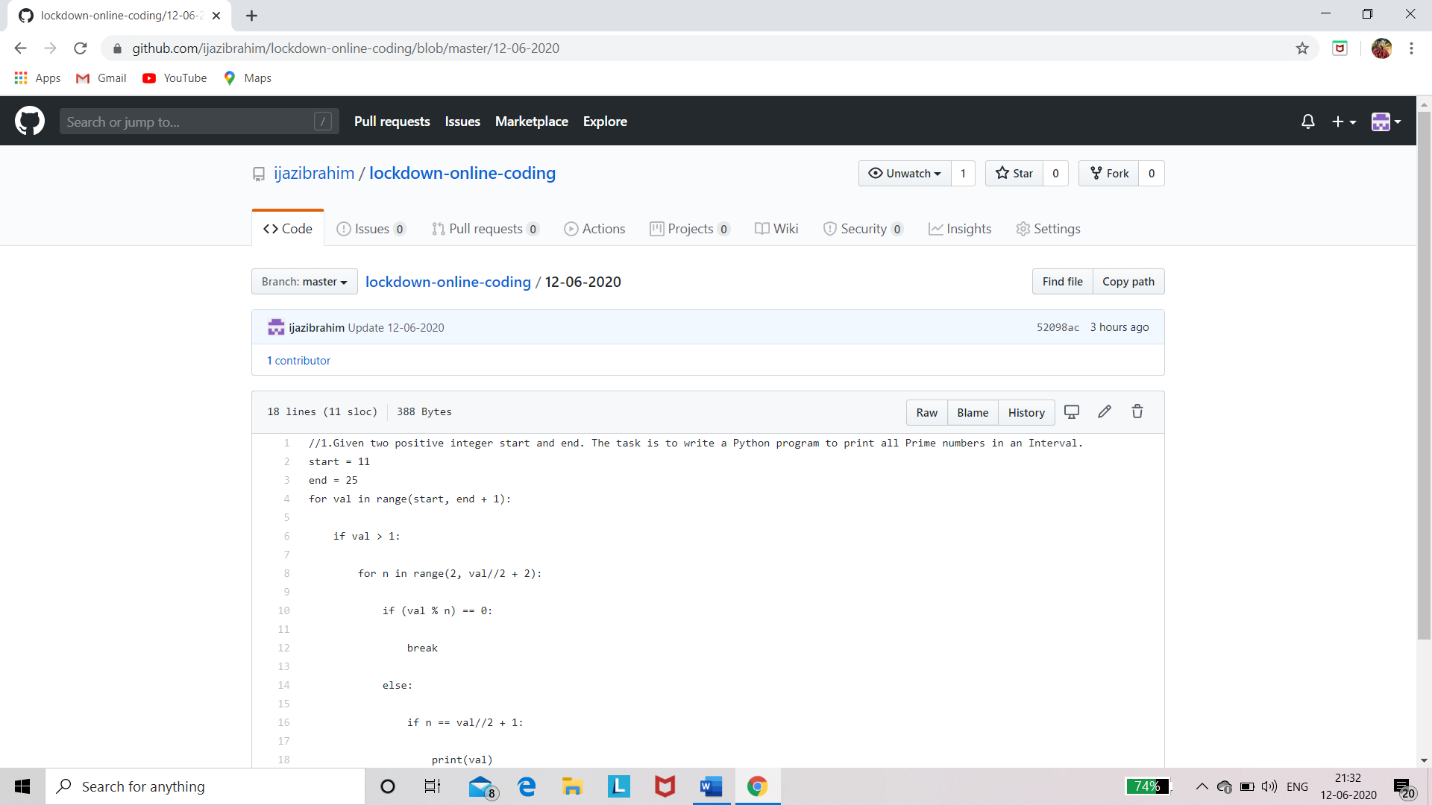 lockdown-online-coding/12-06-2
github.com/ijazibrahim/lockdown-online-coding/blob/master/12-06-2020
Apps Gmail YouTube Maps
Search or jump to... / Pull requests Issues Marketplace Explore
ijazibrahim / lockdown-online-coding
Unwatch 1 Star 0 Fork 0
<> Code Issues 0 Pull requests 0 Actions Projects 0 Wiki Security 0 Insights Settings
Branch: master lockdown-online-coding / 12-06-2020 Find file Copy path
ijazibrahim Update 12-06-2020 52098ac 3 hours ago
1 contributor
18 lines (11 sloc) 388 Bytes Raw Blame History
1 //1.Given two positive integer start and end. The task is to write a Python program to print all Prime numbers in an Interval.
2 start = 11
3 end = 25
4 for val in range(start, end + 1):
5
6 if val > 1:
7
8 for n in range(2, val//2 + 2):
9
10 if (val % n) == 0:
11
12 break
13
14 else:
15
16 if n == val//2 + 1:
17
18 print(val)
Search for anything 8 L W 74% ENG 21:32
12-06-2020 20